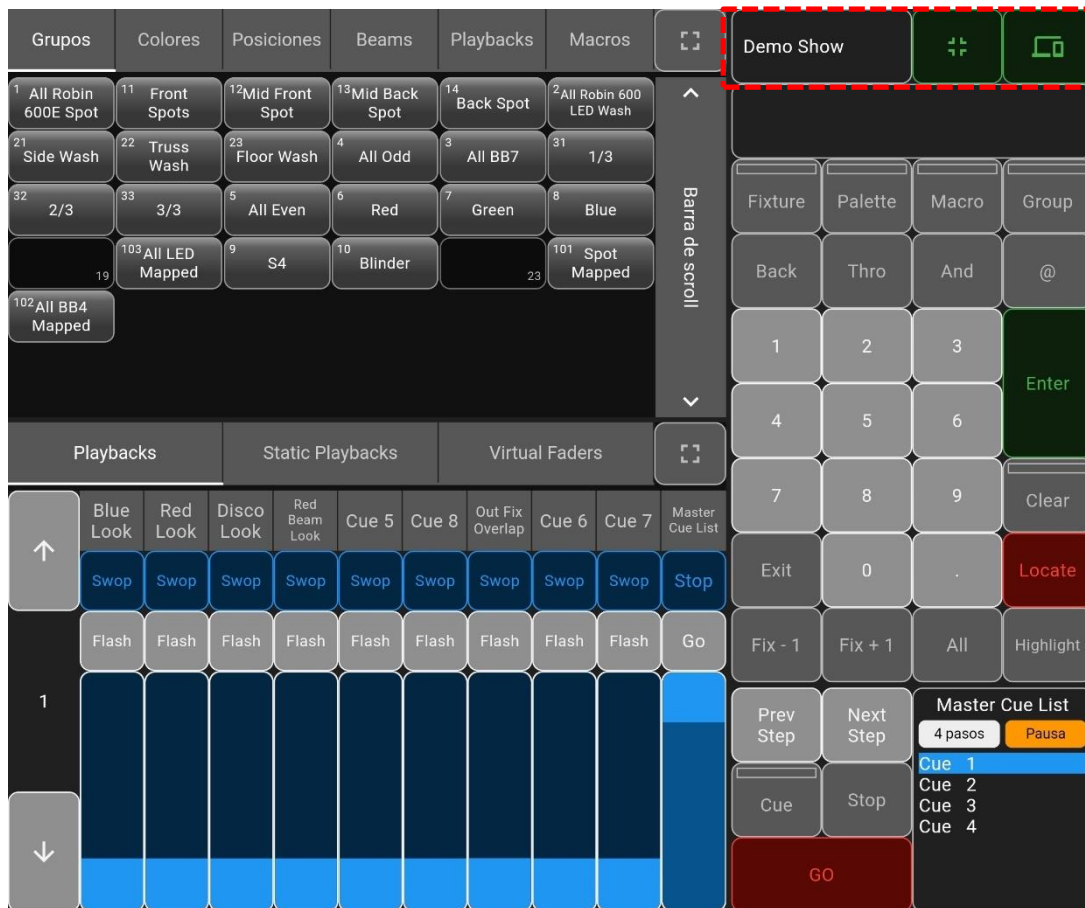 Grupos Colores Posiciones Beams Playbacks Macros
Demo Show
1 All Robin
600E Spot
11 Front
Spots
12 Mid Front
Spot
13 Mid Back
Spot
14 Back Spot
2 All Robin 600
LED Wash
21 Side Wash
22 Truss
Wash
23 Floor Wash
4 All Odd
3 All BB7
31 1/3
32 2/3
33 3/3
5 All Even
6 Red
7 Green
8 Blue
19
103 All LED
Mapped
9 S4
10 Blinder
23
101 Spot
Mapped
102 All BB4
Mapped
Barra de scroll
Playbacks Static Playbacks Virtual Faders
Blue
Look
Red
Look
Disco
Look
Red
Beam
Look
Cue 5
Cue 8
Out Fix
Overlap
Cue 6
Cue 7
Master
Cue List
Swop Swop Swop Swop Swop Swop Swop Swop Swop Stop
Flash Flash Flash Flash Flash Flash Flash Flash Flash Go
1
Fixture Palette Macro Group
Back Thro And @
1 2 3
Enter
4 5 6
7 8 9 Clear
Exit 0 . Locate
Fix - 1 Fix + 1 All Highlight
Prev
Step
Next
Step
Cue Stop
GO
Master Cue List
4 pasos Pausa
Cue 1
Cue 2
Cue 3
Cue 4